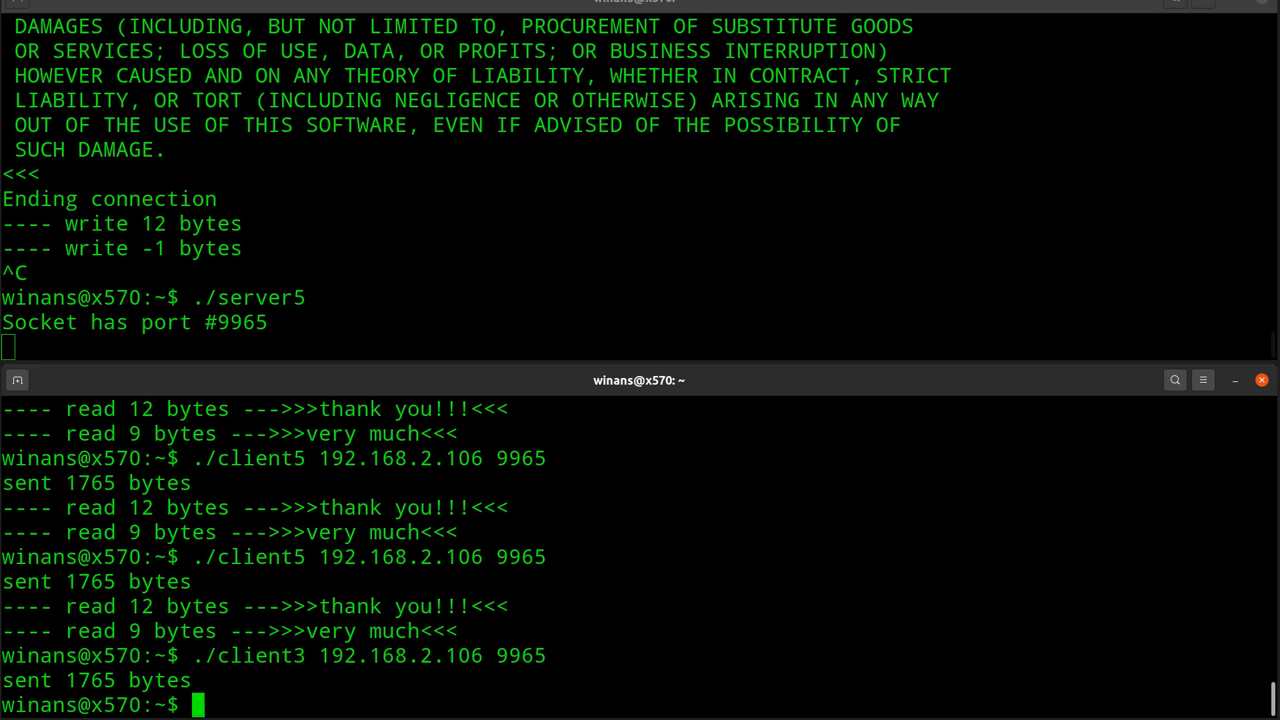 winans@x570:~
DAMAGES (INCLUDING, BUT NOT LIMITED TO, PROCUREMENT OF SUBSTITUTE GOODS
OR SERVICES; LOSS OF USE, DATA, OR PROFITS; OR BUSINESS INTERRUPTION)
HOWEVER CAUSED AND ON ANY THEORY OF LIABILITY, WHETHER IN CONTRACT, STRICT
LIABILITY, OR TORT (INCLUDING NEGLIGENCE OR OTHERWISE) ARISING IN ANY WAY
OUT OF THE USE OF THIS SOFTWARE, EVEN IF ADVISED OF THE POSSIBILITY OF
SUCH DAMAGE.
<<<
Ending connection
---- write 12 bytes
---- write -1 bytes
^C
winans@x570:~$ ./server5
Socket has port #9965
winans@x570: ~
---- read 12 bytes --->>>thank you!!!<<<
---- read 9 bytes --->>>very much<<<
winans@x570:~$ ./client5 192.168.2.106 9965
sent 1765 bytes
---- read 12 bytes --->>>thank you!!!<<<
---- read 9 bytes --->>>very much<<<
winans@x570:~$ ./client5 192.168.2.106 9965
sent 1765 bytes
---- read 12 bytes --->>>thank you!!!<<<
---- read 9 bytes --->>>very much<<<
winans@x570:~$ ./client3 192.168.2.106 9965
sent 1765 bytes
winans@x570:~$